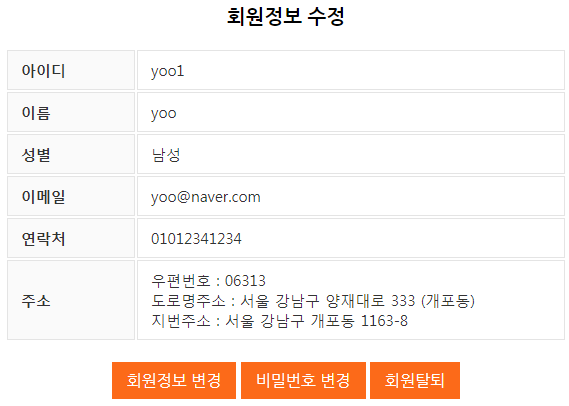 회원정보 수정
아이디 yoo1
이름 yoo
성별 남성
이메일 yoo@naver.com
연락처 01012341234
주소
우편번호 : 06313
도로명주소 : 서울 강남구 양재대로 333 (개포동)
지번주소 : 서울 강남구 개포동 1163-8
회원정보 변경 비밀번호 변경 회원탈퇴